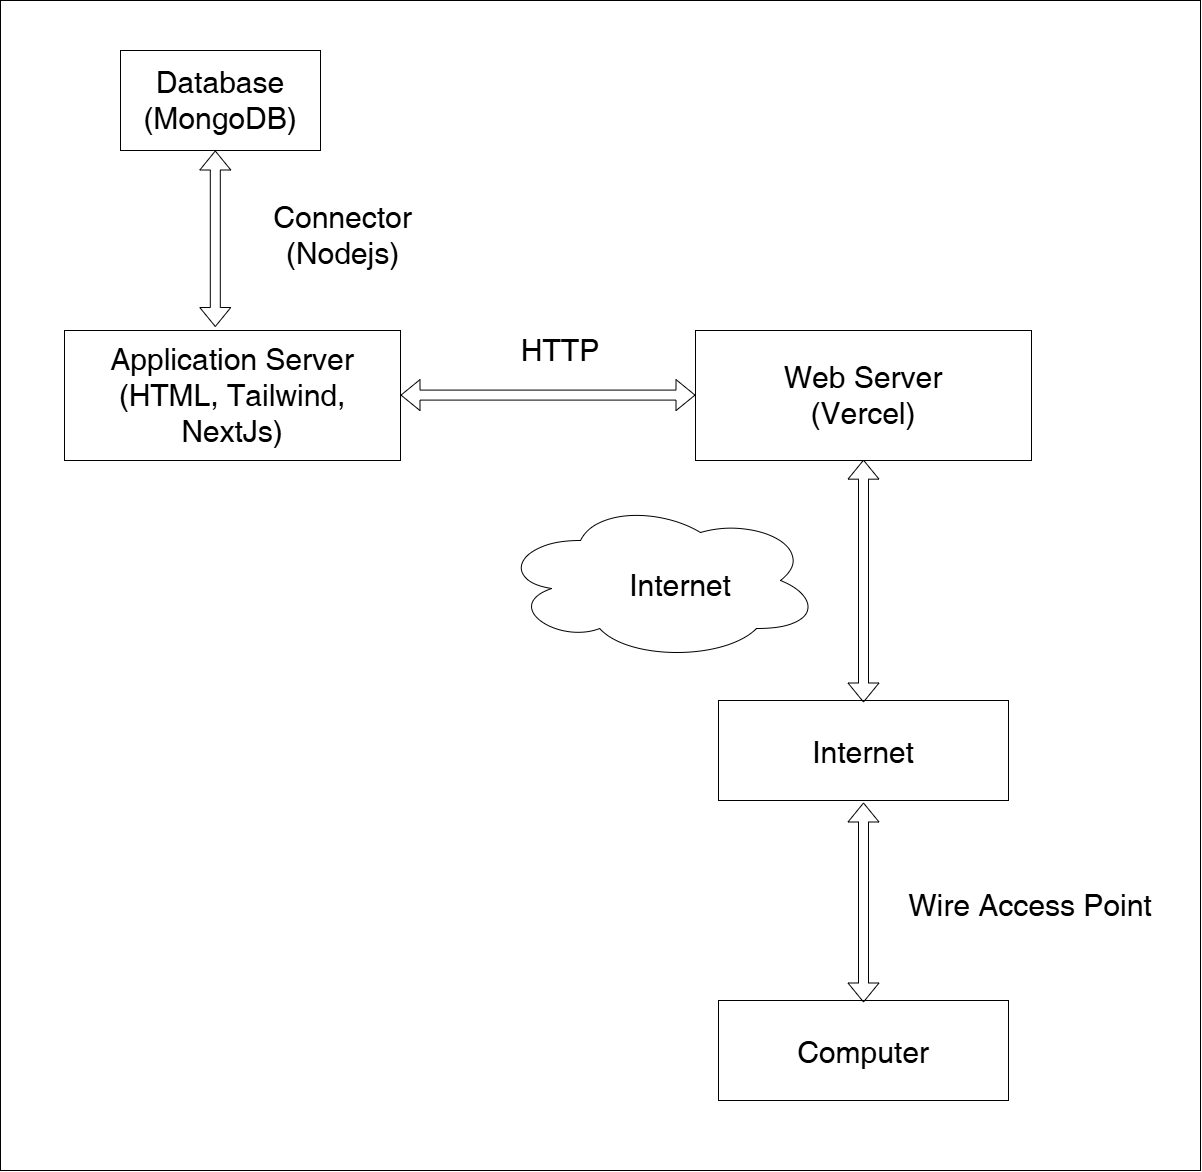 Database
(MongoDB)
Connector
(Nodejs)
Application Server
(HTML, Tailwind,
NextJs)
HTTP
Web Server
(Vercel)
Internet
Internet
Wire Access Point
Computer